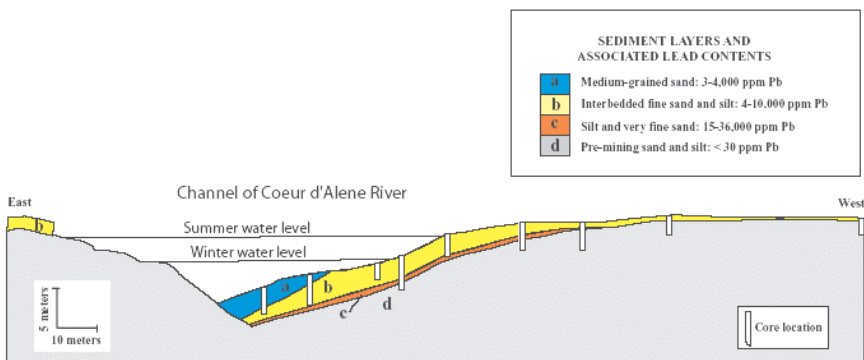 SEDIMENT LAYERS AND
ASSOCIATED LEAD CONTENTS
a Medium-grained sand: 3-4,000 ppm Pb
b Interbedded fine sand and silt: 4-10,000 ppm Pb
c Silt and very fine sand: 15-36,000 ppm Pb
d Pre-mining sand and silt: < 30 ppm Pb
East
Channel of Coeur d'Alene River
West
b
Summer water level
Winter water level
a
b
c
d
5 meters
10 meters
Core location